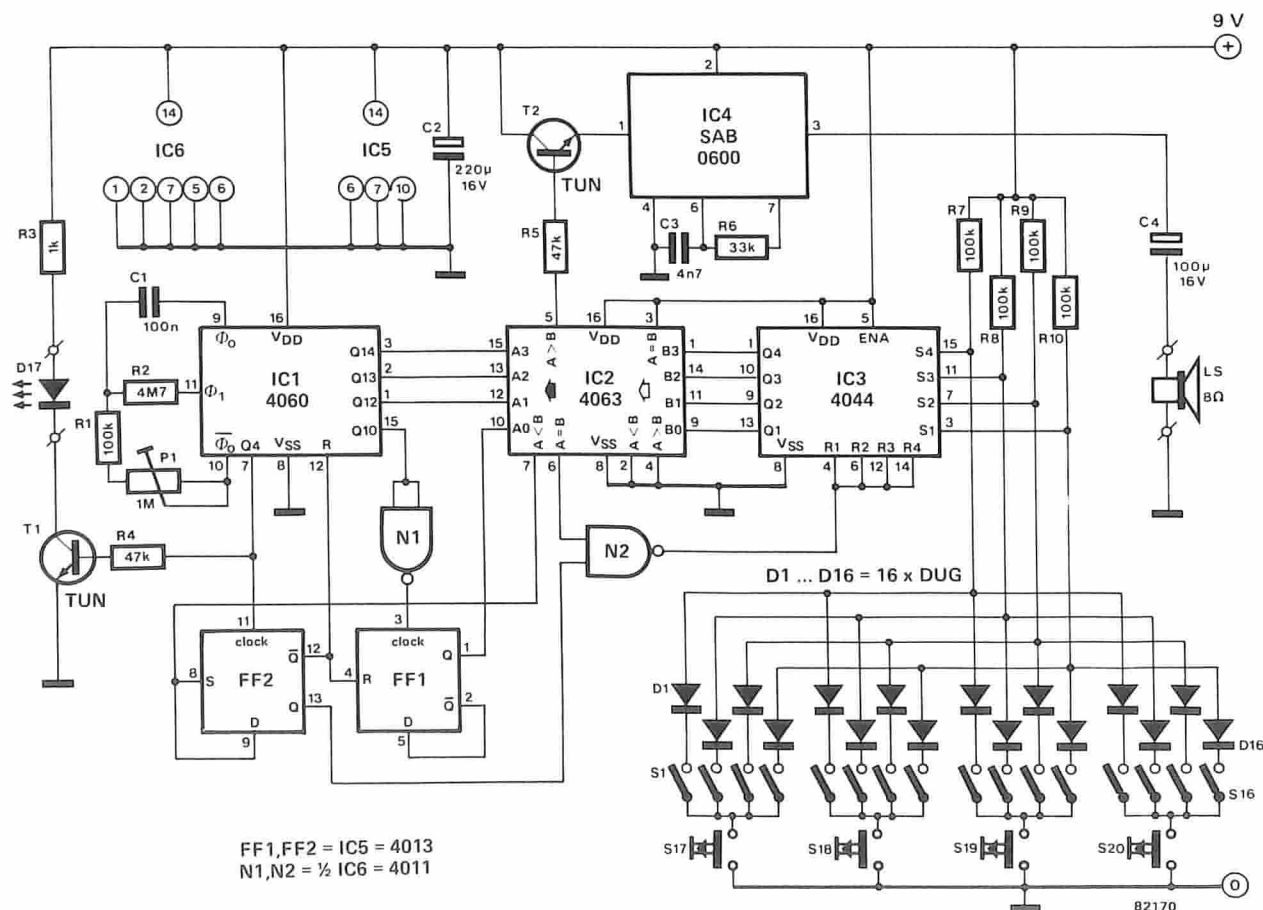 9 V
+
14
14
2
IC6
IC5
C2
220µ
16V
T2
TUN
1
IC4
SAB
0600
3
1 2 7 5 6
6 7 10
4 6 7
R3
1k
R5
47k
C3
4n7
R6
33k
R7
100k
R9
100k
100k
R8
100k
R10
C4
100µ
16V
C1
100n
9
Φ0
16
VDD
5
A > B
16
VDD
3
A = B
16
VDD
5
ENA
D17
R2
4M7
11
Φ1
IC1
4060
Q14 3
Q13 2
Q12 1
Q10 15
15 A3
13 A2
12 A1
10 A0
IC2
4063
B3 1
B2 14
B1 11
B0 9
1 Q4
10 Q3
9 Q2
13 Q1
IC3
4044
S4 15
S3 11
S2 7
S1 3
LS
8Ω
R1
100k
P1
1M
Φ0
10
Q4
7
VSS
8
R
12
A < B
7
A = B
6
VSS
8
A < B
2
A > B
4
VSS
8
R1
4
R2
6
R3
12
R4
14
N1
N2
T1
TUN
R4
47k
D1 ... D16 = 16 x DUG
11
clock
8 S
FF2
Q 12
Q 13
D
9
3
clock
4 R
FF1
Q 1
Q 2
D
5
D1
D16
S1
S16
S17
S18
S19
S20
FF1,FF2 = IC5 = 4013
N1,N2 = ½ IC6 = 4011
0
82170